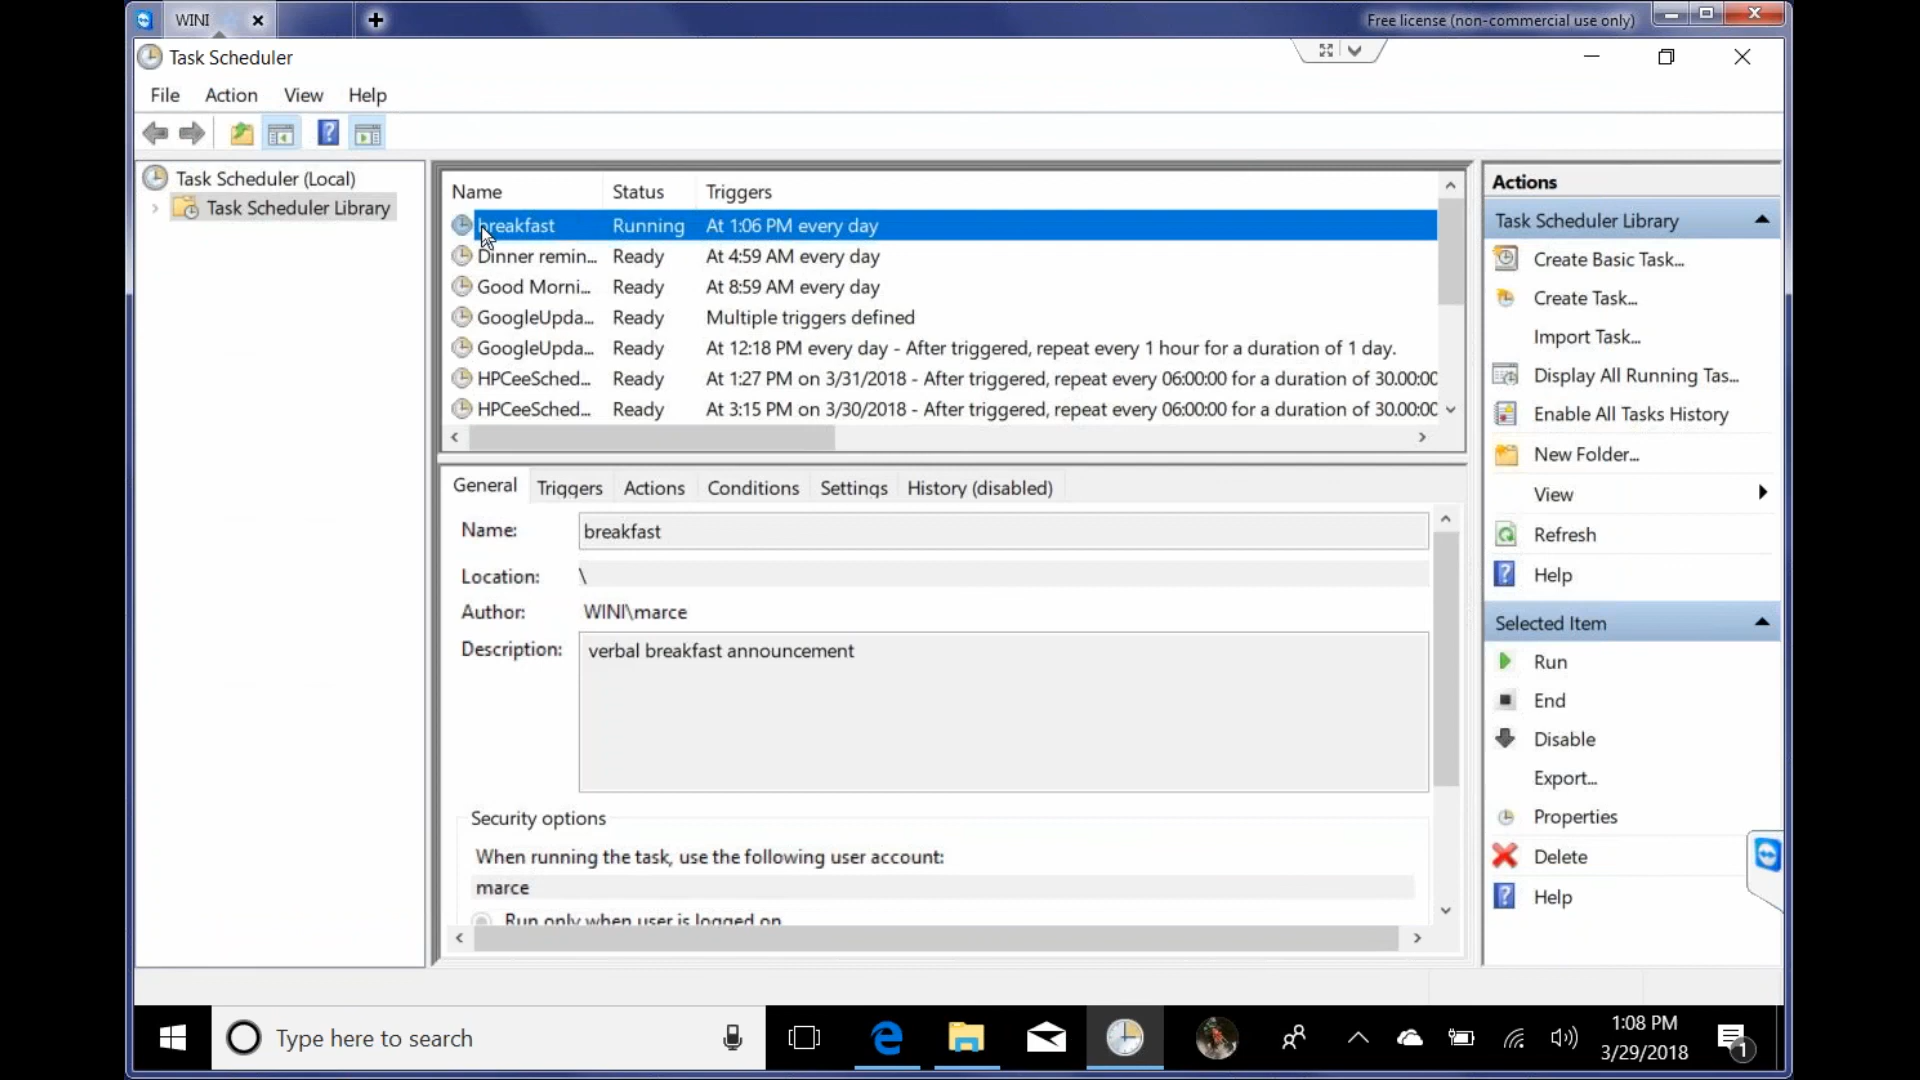 WINI
Free license (non-commercial use only)
Task Scheduler
File Action View Help
Task Scheduler (Local)
Task Scheduler Library
Name Status Triggers
breakfast Running At 1:06 PM every day
Dinner remin... Ready At 4:59 AM every day
Good Morni... Ready At 8:59 AM every day
GoogleUpda... Ready Multiple triggers defined
GoogleUpda... Ready At 12:18 PM every day - After triggered, repeat every 1 hour for a duration of 1 day.
HPCeeSched... Ready At 1:27 PM on 3/31/2018 - After triggered, repeat every 06:00:00 for a duration of 30.00:00
HPCeeSched... Ready At 3:15 PM on 3/30/2018 - After triggered, repeat every 06:00:00 for a duration of 30.00:00
General Triggers Actions Conditions Settings History (disabled)
Name: breakfast
Location: \
Author: WINI\marce
Description: verbal breakfast announcement
Security options
When running the task, use the following user account:
marce
Run only when user is logged on
Actions
Task Scheduler Library
Create Basic Task...
Create Task...
Import Task...
Display All Running Tas...
Enable All Tasks History
New Folder...
View
Refresh
Help
Selected Item
Run
End
Disable
Export...
Properties
Delete
Help
Type here to search
1:08 PM
3/29/2018
1